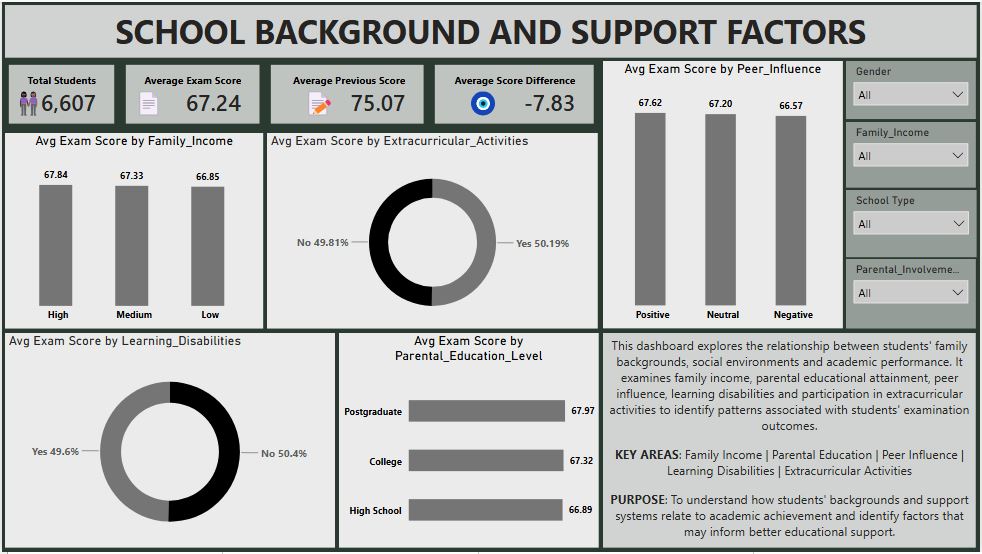 SCHOOL BACKGROUND AND SUPPORT FACTORS
Total Students
6,607
Average Exam Score
67.24
Average Previous Score
75.07
Average Score Difference
-7.83
Avg Exam Score by Peer_Influence
67.62
67.20
66.57
Positive
Neutral
Negative
Gender
All
Family_Income
All
School Type
All
Parental_Involveme...
All
Avg Exam Score by Family_Income
67.84
67.33
66.85
High
Medium
Low
Avg Exam Score by Extracurricular_Activities
No 49.81%
Yes 50.19%
Avg Exam Score by Learning_Disabilities
Yes 49.6%
No 50.4%
Avg Exam Score by
Parental_Education_Level
Postgraduate
67.97
College
67.32
High School
66.89
This dashboard explores the relationship between students' family
backgrounds, social environments and academic performance. It
examines family income, parental educational attainment, peer
influence, learning disabilities and participation in extracurricular
activities to identify patterns associated with students' examination
outcomes.
KEY AREAS: Family Income | Parental Education | Peer Influence |
Learning Disabilities | Extracurricular Activities
PURPOSE: To understand how students' backgrounds and support
systems relate to academic achievement and identify factors that
may inform better educational support.